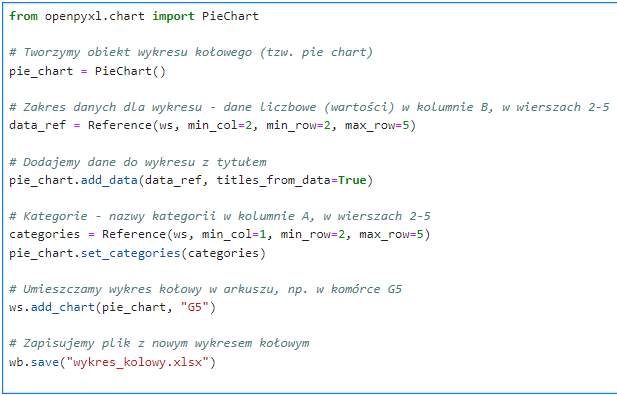 from openpyxl.chart import PieChart
# Tworzymy obiekt wykresu kołowego (tzw. pie chart)
pie_chart = PieChart()
# Zakres danych dla wykresu - dane liczbowe (wartości) w kolumnie B, w wierszach 2-5
data_ref = Reference(ws, min_col=2, min_row=2, max_row=5)
# Dodajemy dane do wykresu z tytułem
pie_chart.add_data(data_ref, titles_from_data=True)
# Kategorie - nazwy kategorii w kolumnie A, w wierszach 2-5
categories = Reference(ws, min_col=1, min_row=2, max_row=5)
pie_chart.set_categories(categories)
# Umieszczamy wykres kołowy w arkuszu, np. w komórce G5
ws.add_chart(pie_chart, "G5")
# Zapisujemy plik z nowym wykresem kołowym
wb.save("wykres_kolowy.xlsx")